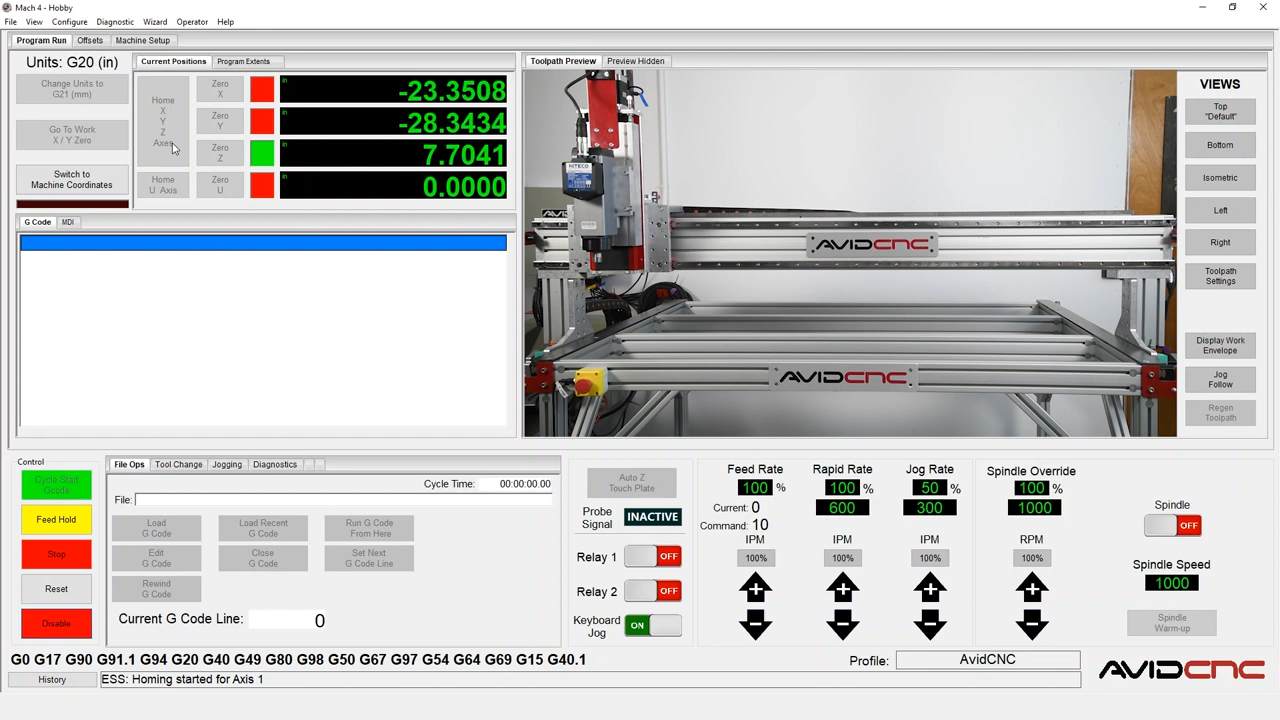 Mach 4 - Hobby
File View Configure Diagnostic Wizard Operator Help
Program Run Offsets Machine Setup
Units: G20 (in)
Change Units to
G21 (mm)
Go To Work
X / Y Zero
Switch to
Machine Coordinates
Current Positions Program Extents
Home
X
Y
Z
Axes
Home
U Axis
Zero
X
in
-23.3508
Zero
Y
in
-28.3434
Zero
Z
in
7.7041
Zero
U
in
0.0000
G Code MDI
Toolpath Preview Preview Hidden
HITECO
AVID
AVIDCNC
AVIDCNC
VIEWS
Top
"Default"
Bottom
Isometric
Left
Right
Toolpath
Settings
Display Work
Envelope
Jog
Follow
Regen
Toolpath
Control
Cycle Start
Gcode
Feed Hold
Stop
Reset
Disable
File Ops Tool Change Jogging Diagnostics
Cycle Time: 00:00:00.00
File:
Load
G Code
Load Recent
G Code
Run G Code
From Here
Edit
G Code
Close
G Code
Set Next
G Code Line
Rewind
G Code
Current G Code Line: 0
Auto Z
Touch Plate
Probe
Signal
INACTIVE
Relay 1 OFF
Relay 2 OFF
Keyboard
Jog
ON
Feed Rate
100 %
Current: 0
Command: 10
IPM
100%
Rapid Rate
100 %
600
IPM
100%
Jog Rate
50 %
300
IPM
100%
Spindle Override
100 %
1000
RPM
100%
Spindle
OFF
Spindle Speed
1000
Spindle
Warm-up
G0 G17 G90 G91.1 G94 G20 G40 G49 G80 G98 G50 G67 G97 G54 G64 G69 G15 G40.1
Profile: AvidCNC
AVIDCNC
History
ESS: Homing started for Axis 1